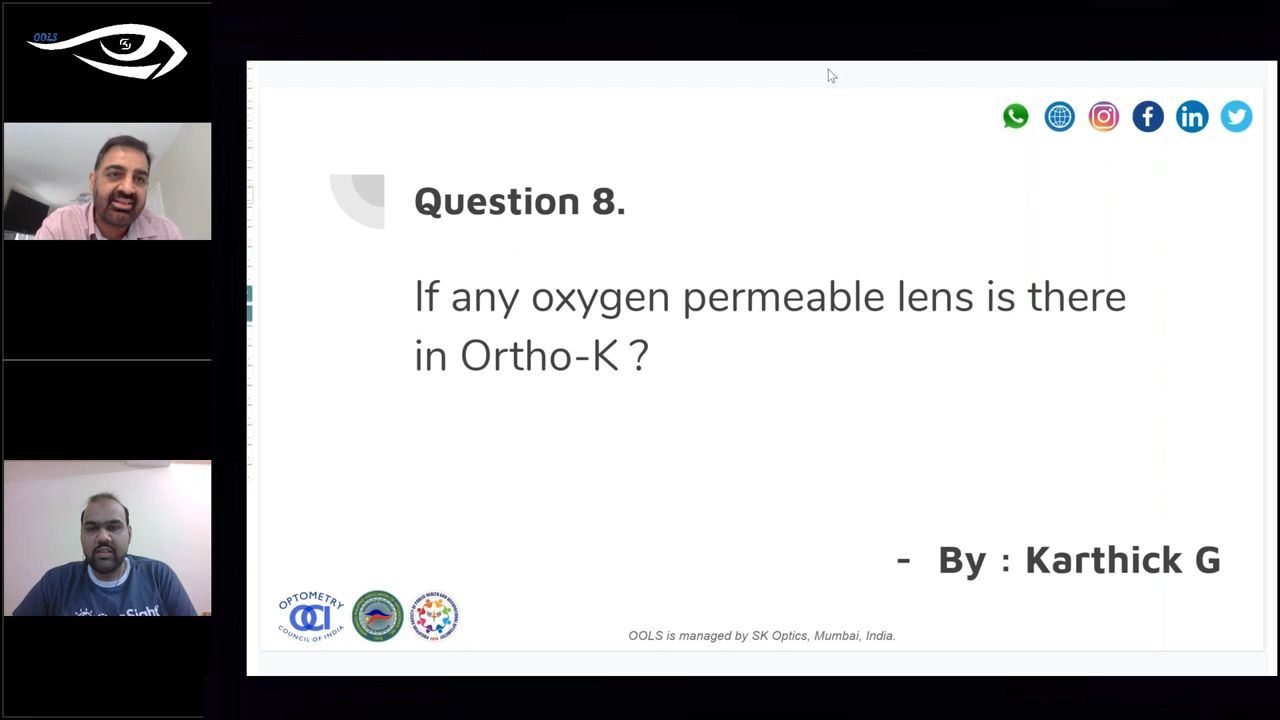 OOLS
Question 8.
If any oxygen permeable lens is there
in Ortho-K ?
- By : Karthick G
OPTOMETRY
OCI
COUNCIL OF INDIA
OOLS is managed by SK Optics, Mumbai, India.